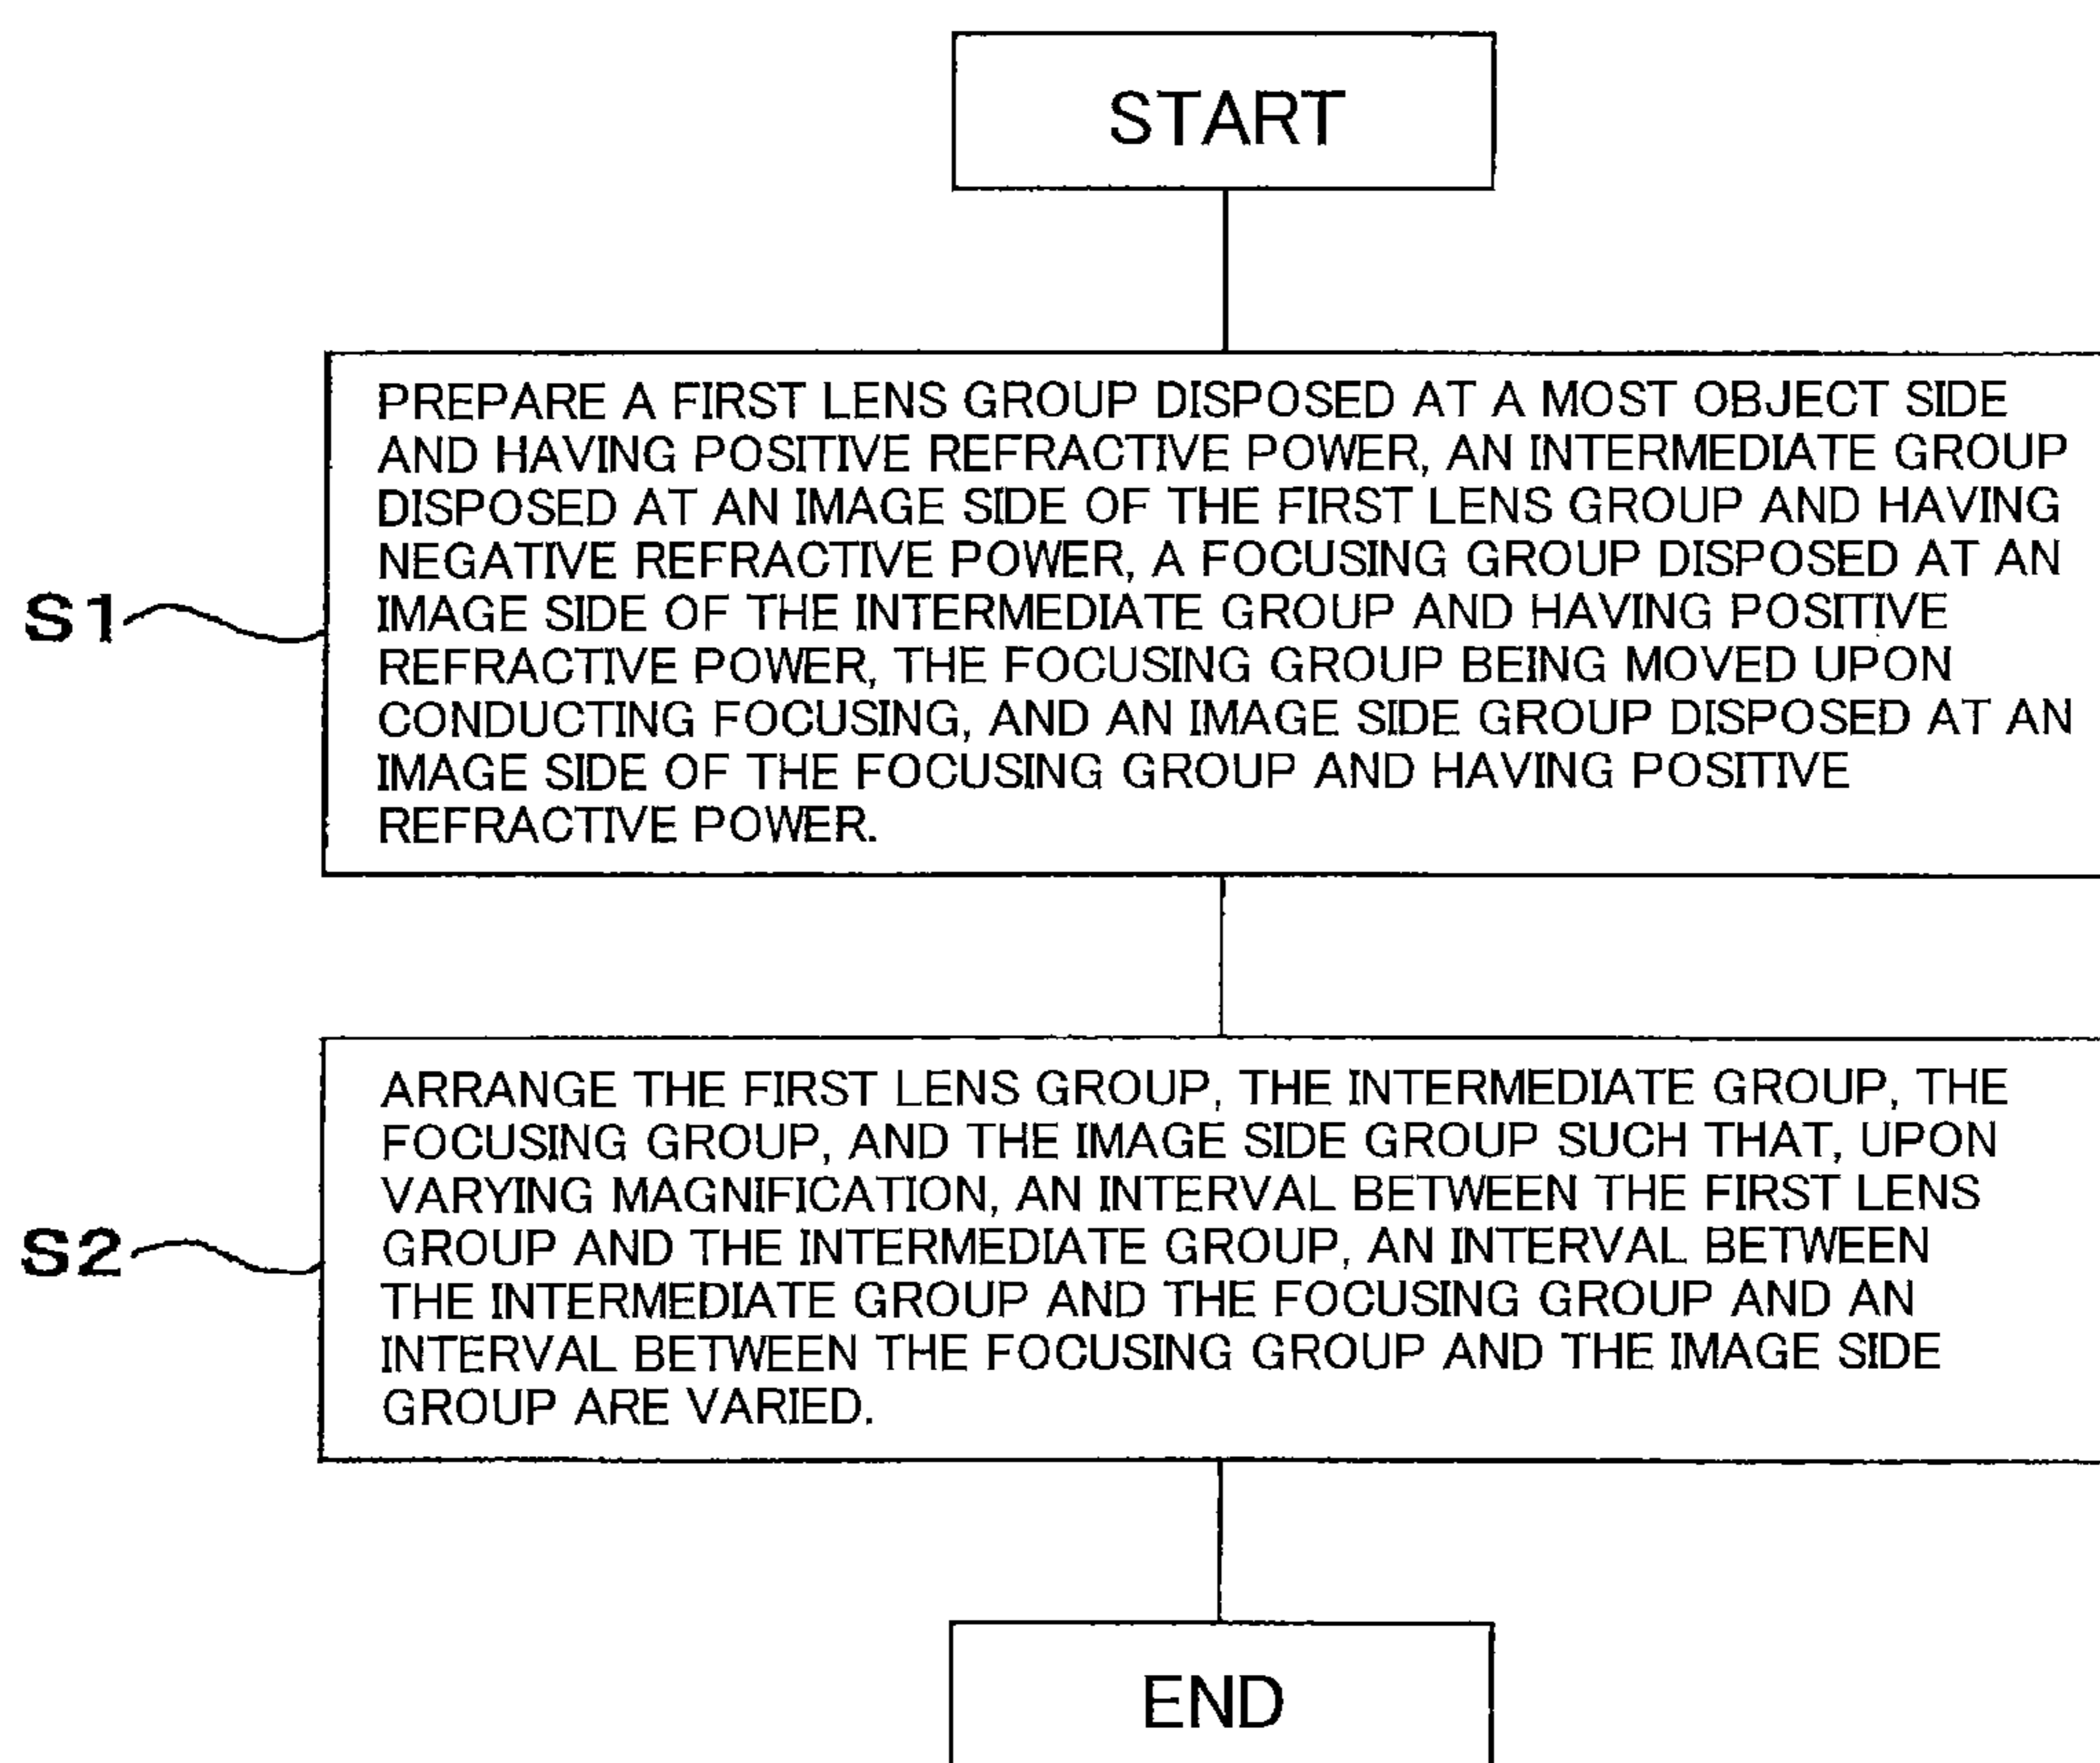 START
PREPARE A FIRST LENS GROUP DISPOSED AT A MOST OBJECT SIDE
AND HAVING POSITIVE REFRACTIVE POWER, AN INTERMEDIATE GROUP
DISPOSED AT AN IMAGE SIDE OF THE FIRST LENS GROUP AND HAVING
NEGATIVE REFRACTIVE POWER, A FOCUSING GROUP DISPOSED AT AN
IMAGE SIDE OF THE INTERMEDIATE GROUP AND HAVING POSITIVE
REFRACTIVE POWER, THE FOCUSING GROUP BEING MOVED UPON
CONDUCTING FOCUSING, AND AN IMAGE SIDE GROUP DISPOSED AT AN
IMAGE SIDE OF THE FOCUSING GROUP AND HAVING POSITIVE
REFRACTIVE POWER.
S1
ARRANGE THE FIRST LENS GROUP, THE INTERMEDIATE GROUP, THE
FOCUSING GROUP, AND THE IMAGE SIDE GROUP SUCH THAT, UPON
VARYING MAGNIFICATION, AN INTERVAL BETWEEN THE FIRST LENS
GROUP AND THE INTERMEDIATE GROUP, AN INTERVAL BETWEEN
THE INTERMEDIATE GROUP AND THE FOCUSING GROUP AND AN
INTERVAL BETWEEN THE FOCUSING GROUP AND THE IMAGE SIDE
GROUP ARE VARIED.
S2
END